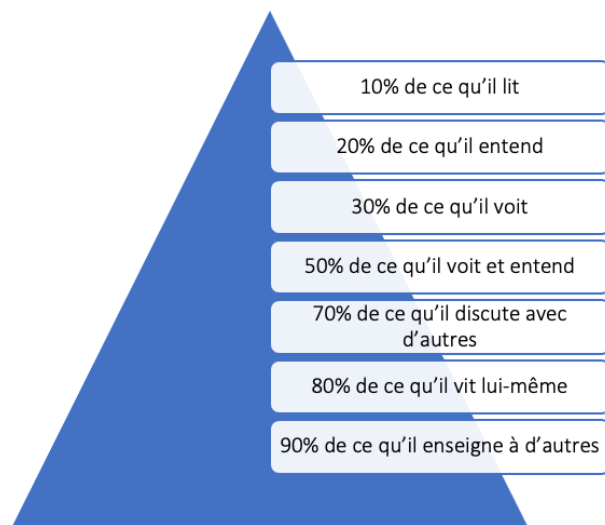 10% de ce qu’il lit
20% de ce qu’il entend
30% de ce qu’il voit
50% de ce qu’il voit et entend
70% de ce qu’il discute avec
d’autres
80% de ce qu’il vit lui-même
90% de ce qu’il enseigne à d’autres